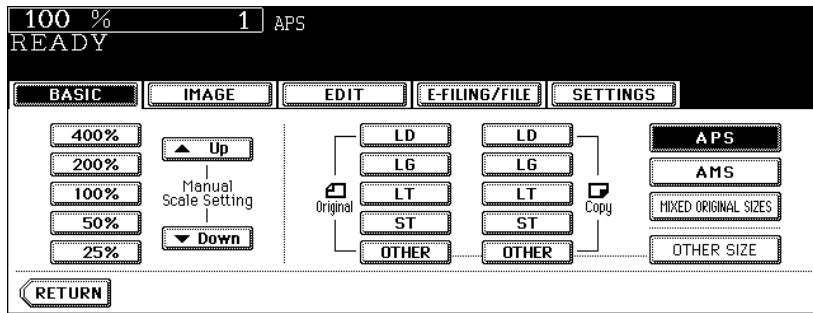 100 % 1 APS
READY
BASIC IMAGE EDIT E-FILING/FILE SETTINGS
400%
200%
100%
50%
25%
Up
Manual
Scale Setting
Down
Original
LD
LG
LT
ST
OTHER
LD
LG
LT
ST
OTHER
Copy
APS
AMS
MIXED ORIGINAL SIZES
OTHER SIZE
RETURN